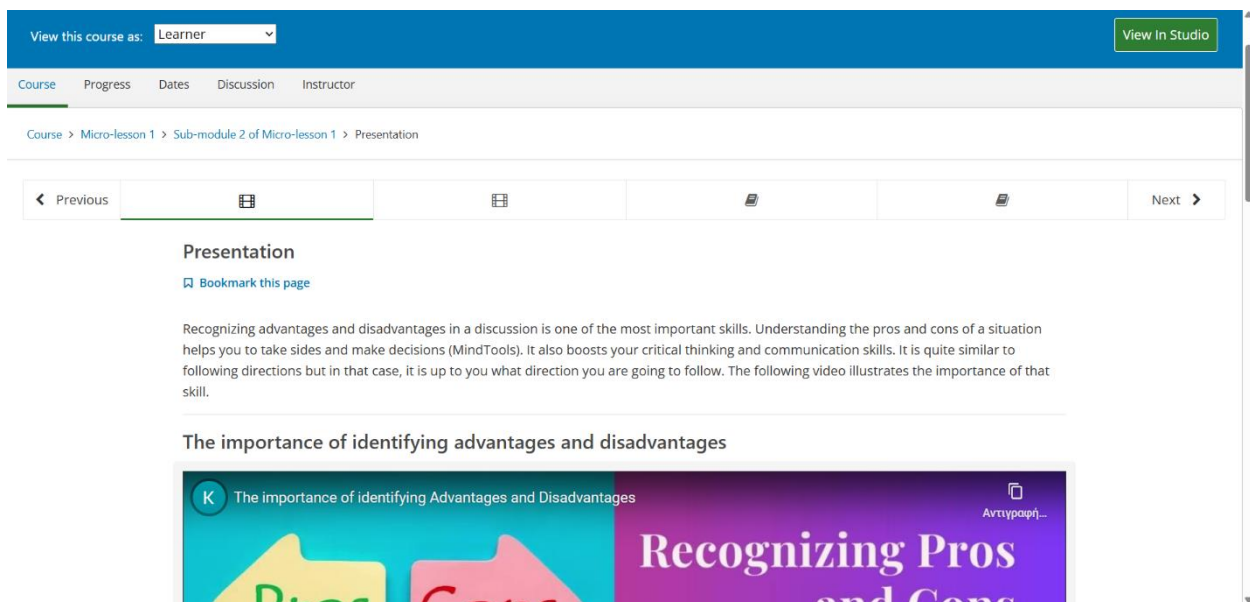 View this course as: Learner
View In Studio
Course Progress Dates Discussion Instructor
Course > Micro-lesson 1 > Sub-module 2 of Micro-lesson 1 > Presentation
Previous
Next
Presentation
Bookmark this page
Recognizing advantages and disadvantages in a discussion is one of the most important skills. Understanding the pros and cons of a situation
helps you to take sides and make decisions (MindTools). It also boosts your critical thinking and communication skills. It is quite similar to
following directions but in that case, it is up to you what direction you are going to follow. The following video illustrates the importance of that
skill.
The importance of identifying advantages and disadvantages
K The importance of identifying Advantages and Disadvantages
Αντιγραφή...
Pros Cons
Recognizing Pros
and Cons